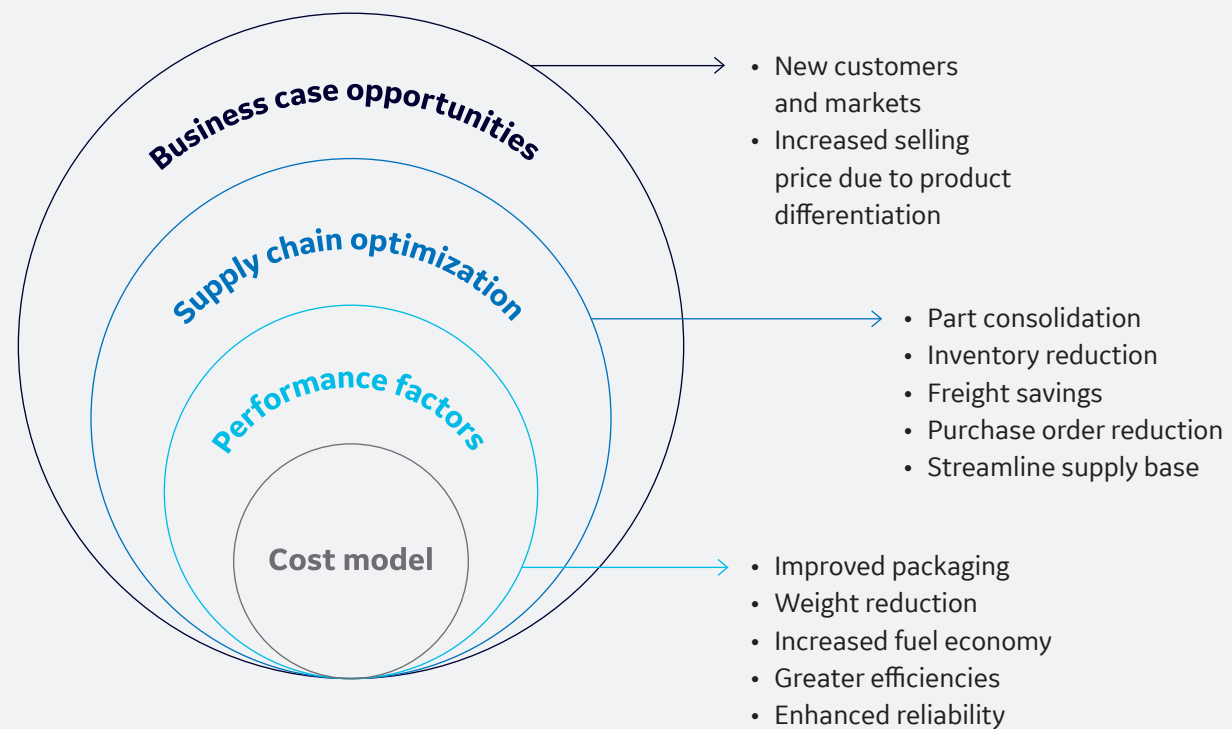 Business case opportunities
• New customers
and markets
• Increased selling
price due to product
differentiation
Supply chain optimization
• Part consolidation
• Inventory reduction
• Freight savings
• Purchase order reduction
• Streamline supply base
Performance factors
Cost model
• Improved packaging
• Weight reduction
• Increased fuel economy
• Greater efficiencies
• Enhanced reliability